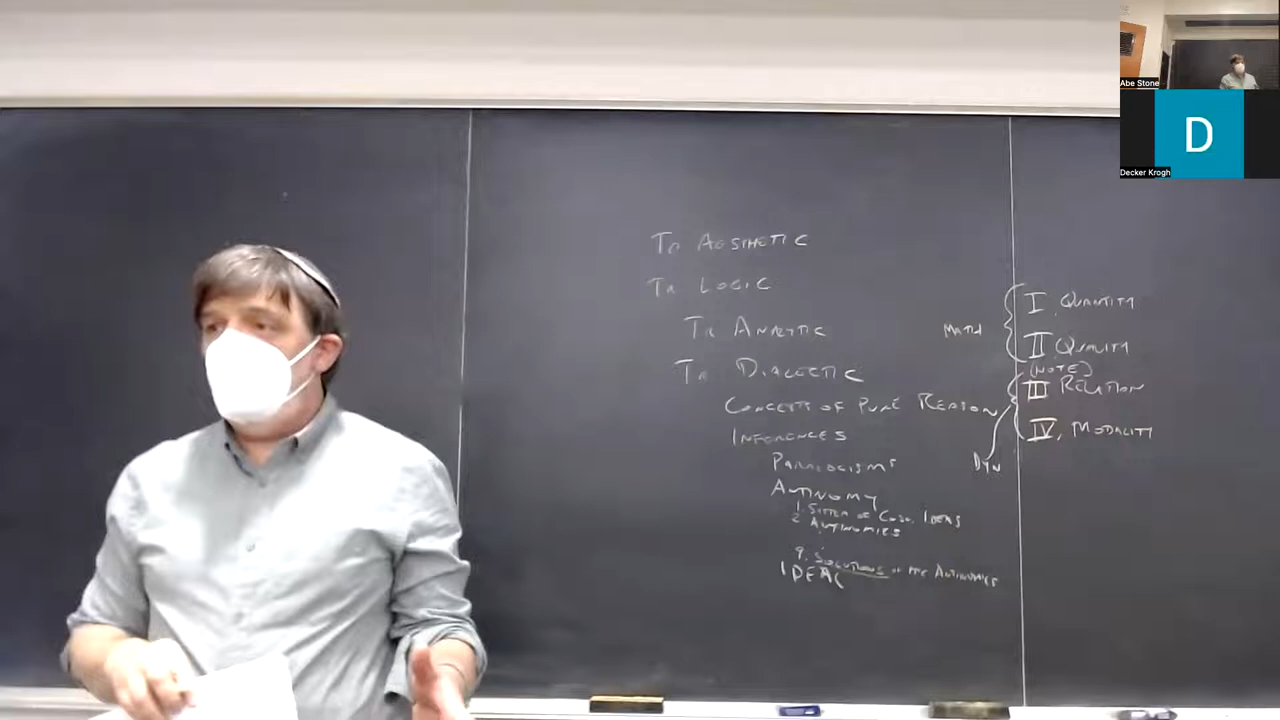 Abe Stone
D
Decker Krogh
Tr AESTHETIC
Tr LOGIC
Tr ANALYTIC
Tr DIALECTIC
CONCEPTS OF PURE REASON
INFERENCES
PARALOGISMS
ANTINOMY
1. SYSTEM OF COSM. IDEAS
2 ANTINOMIES
9. SOLUTIONS OF THE ANTINOMIES
IDEAL
MATH
I QUANTITY
II QUALITY
(NOTE)
III RELATION
IV. MODALITY
DYN